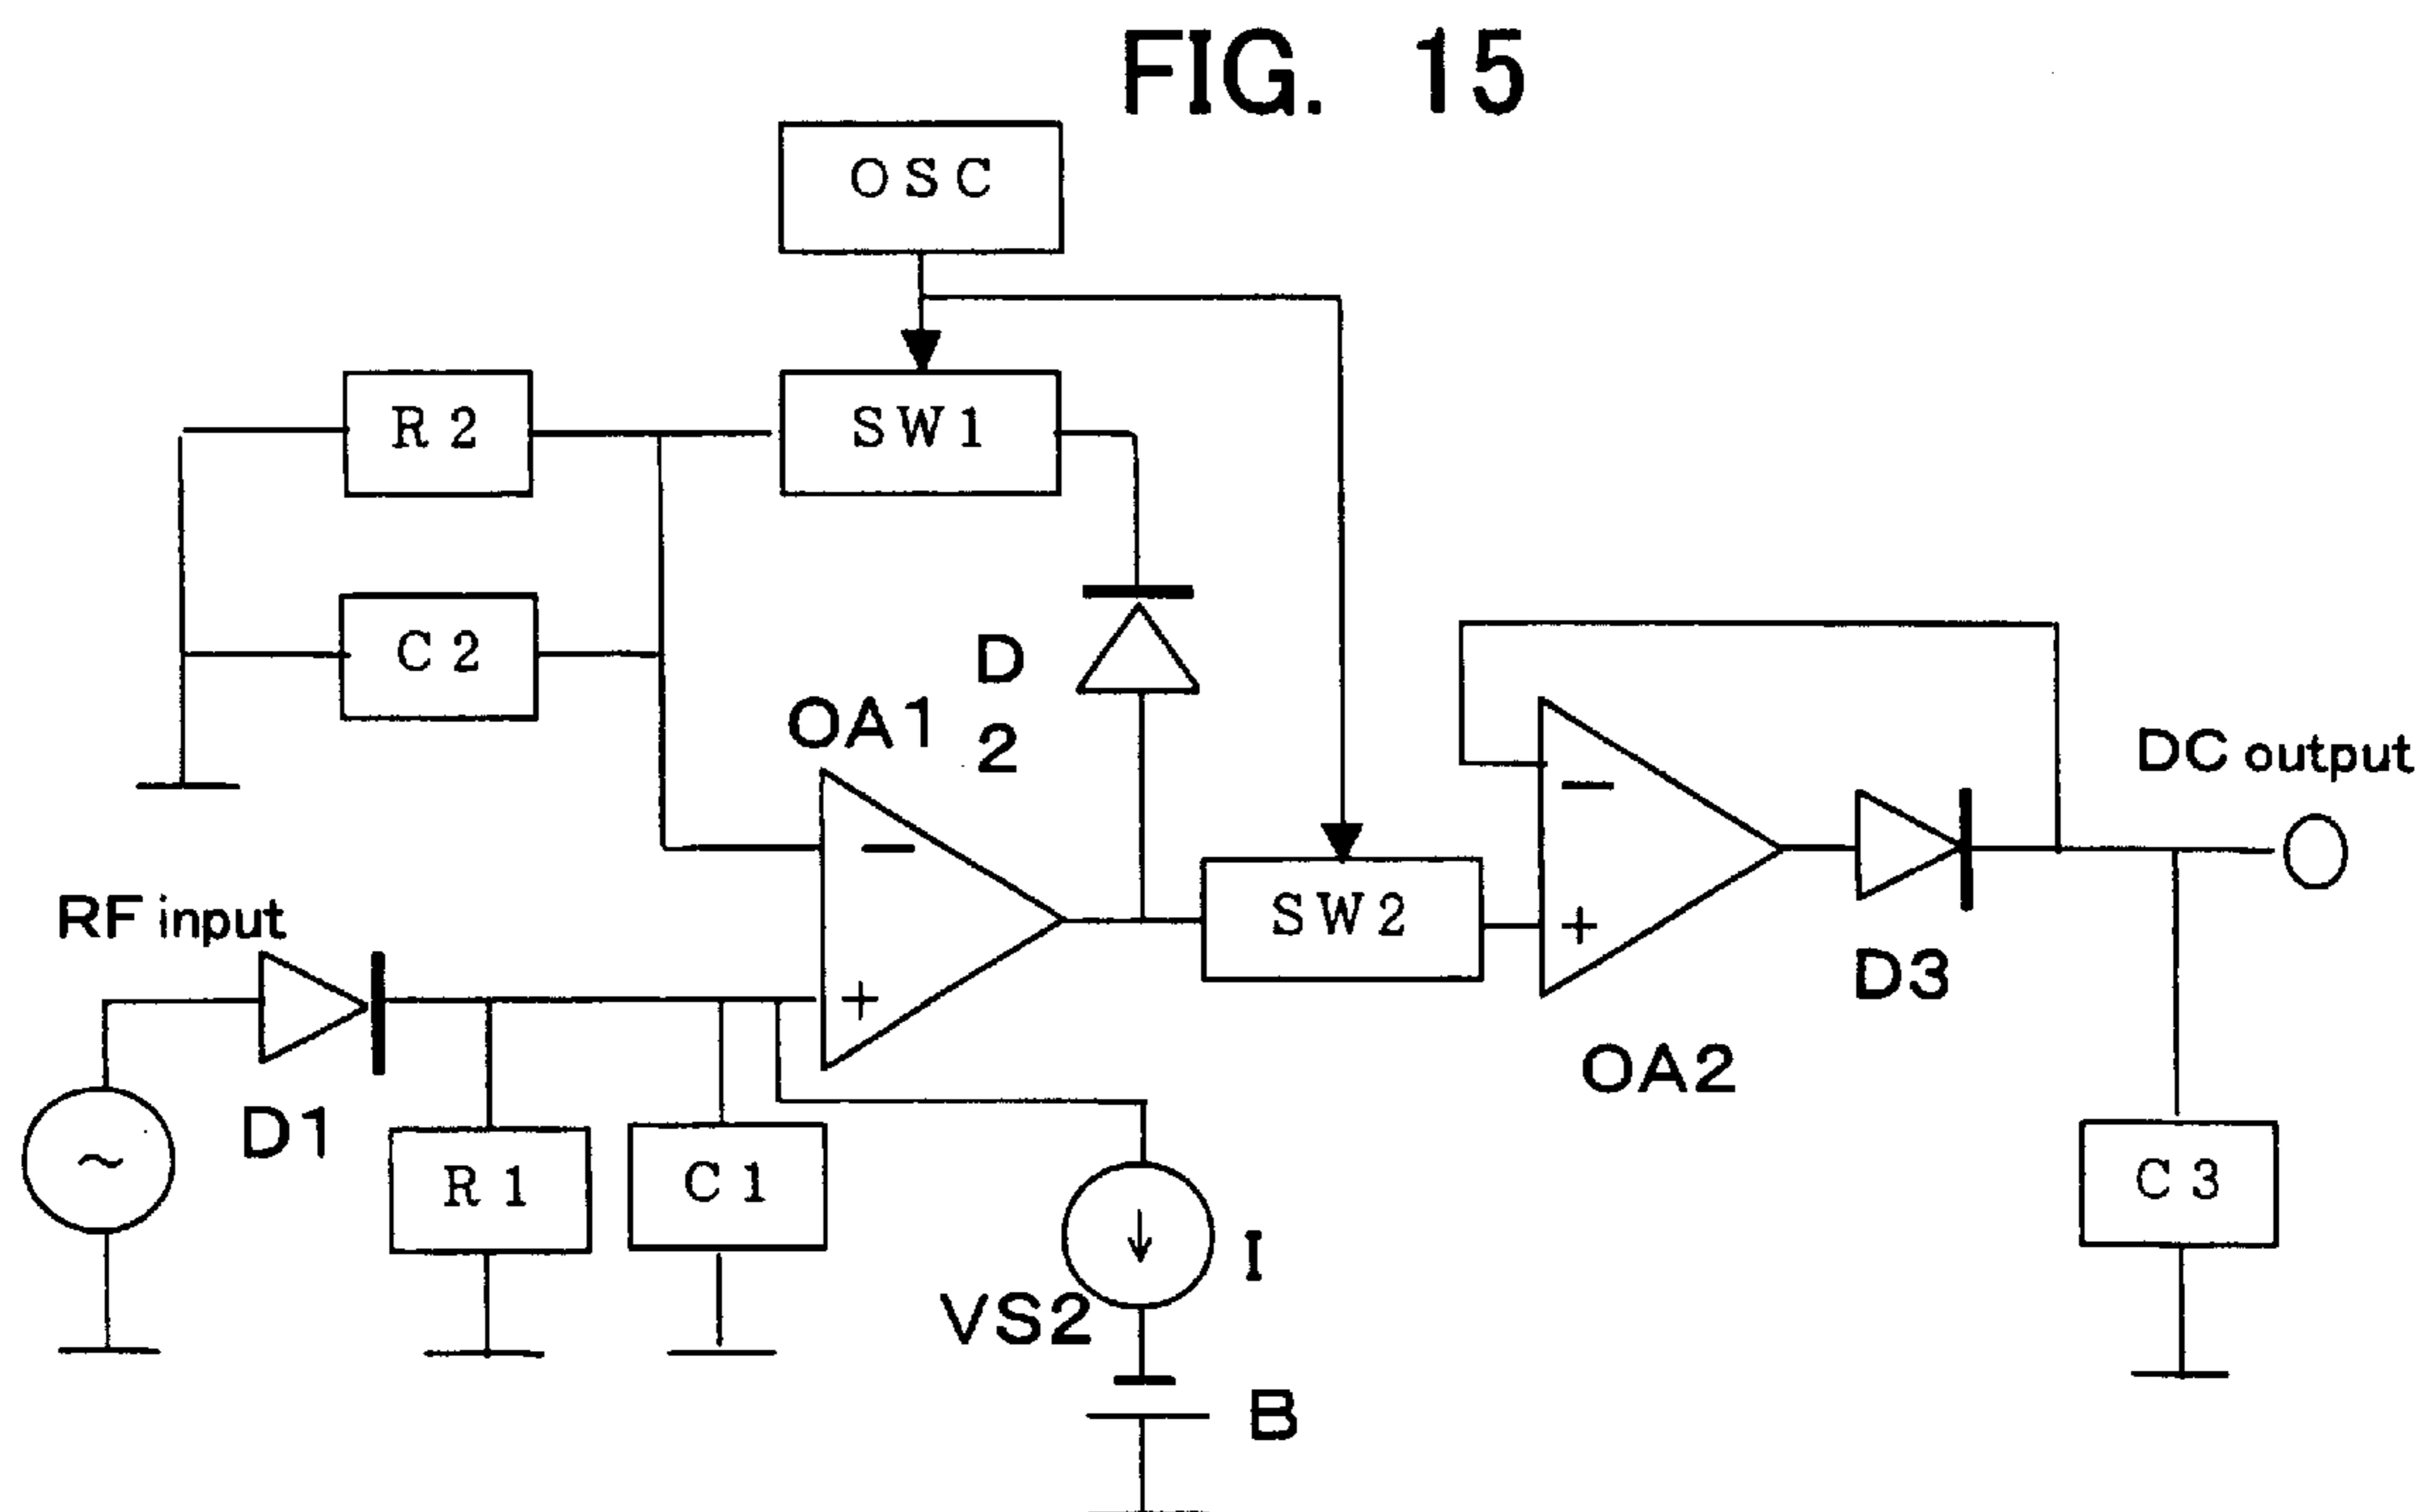 FIG. 15
OSC
R2
SW1
C2
D
2
OA1
DC output
RF input
SW2
D3
OA2
D1
R1
C1
C3
I
VS2
B